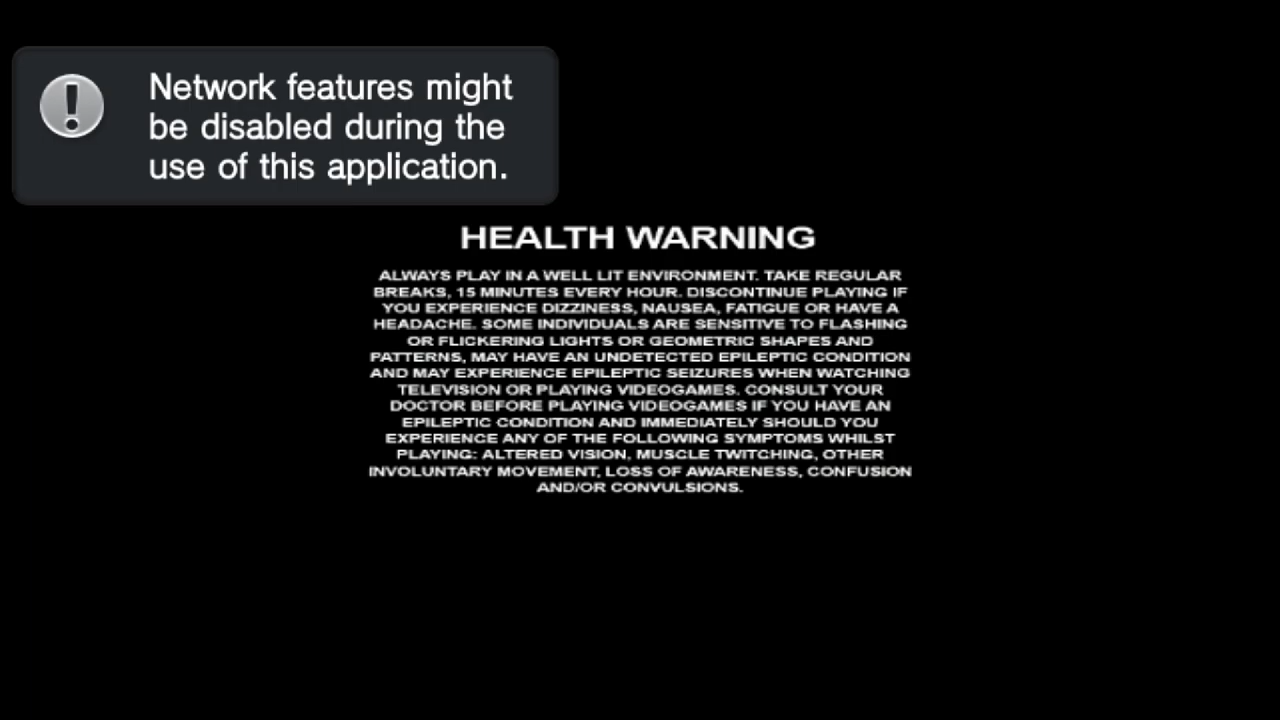 Network features might
be disabled during the
use of this application.
HEALTH WARNING
ALWAYS PLAY IN A WELL LIT ENVIRONMENT. TAKE REGULAR
BREAKS, 15 MINUTES EVERY HOUR. DISCONTINUE PLAYING IF
YOU EXPERIENCE DIZZINESS, NAUSEA, FATIGUE OR HAVE A
HEADACHE. SOME INDIVIDUALS ARE SENSITIVE TO FLASHING
OR FLICKERING LIGHTS OR GEOMETRIC SHAPES AND
PATTERNS, MAY HAVE AN UNDETECTED EPILEPTIC CONDITION
AND MAY EXPERIENCE EPILEPTIC SEIZURES WHEN WATCHING
TELEVISION OR PLAYING VIDEOGAMES. CONSULT YOUR
DOCTOR BEFORE PLAYING VIDEOGAMES IF YOU HAVE AN
EPILEPTIC CONDITION AND IMMEDIATELY SHOULD YOU
EXPERIENCE ANY OF THE FOLLOWING SYMPTOMS WHILST
PLAYING: ALTERED VISION, MUSCLE TWITCHING, OTHER
INVOLUNTARY MOVEMENT, LOSS OF AWARENESS, CONFUSION
AND/OR CONVULSIONS.